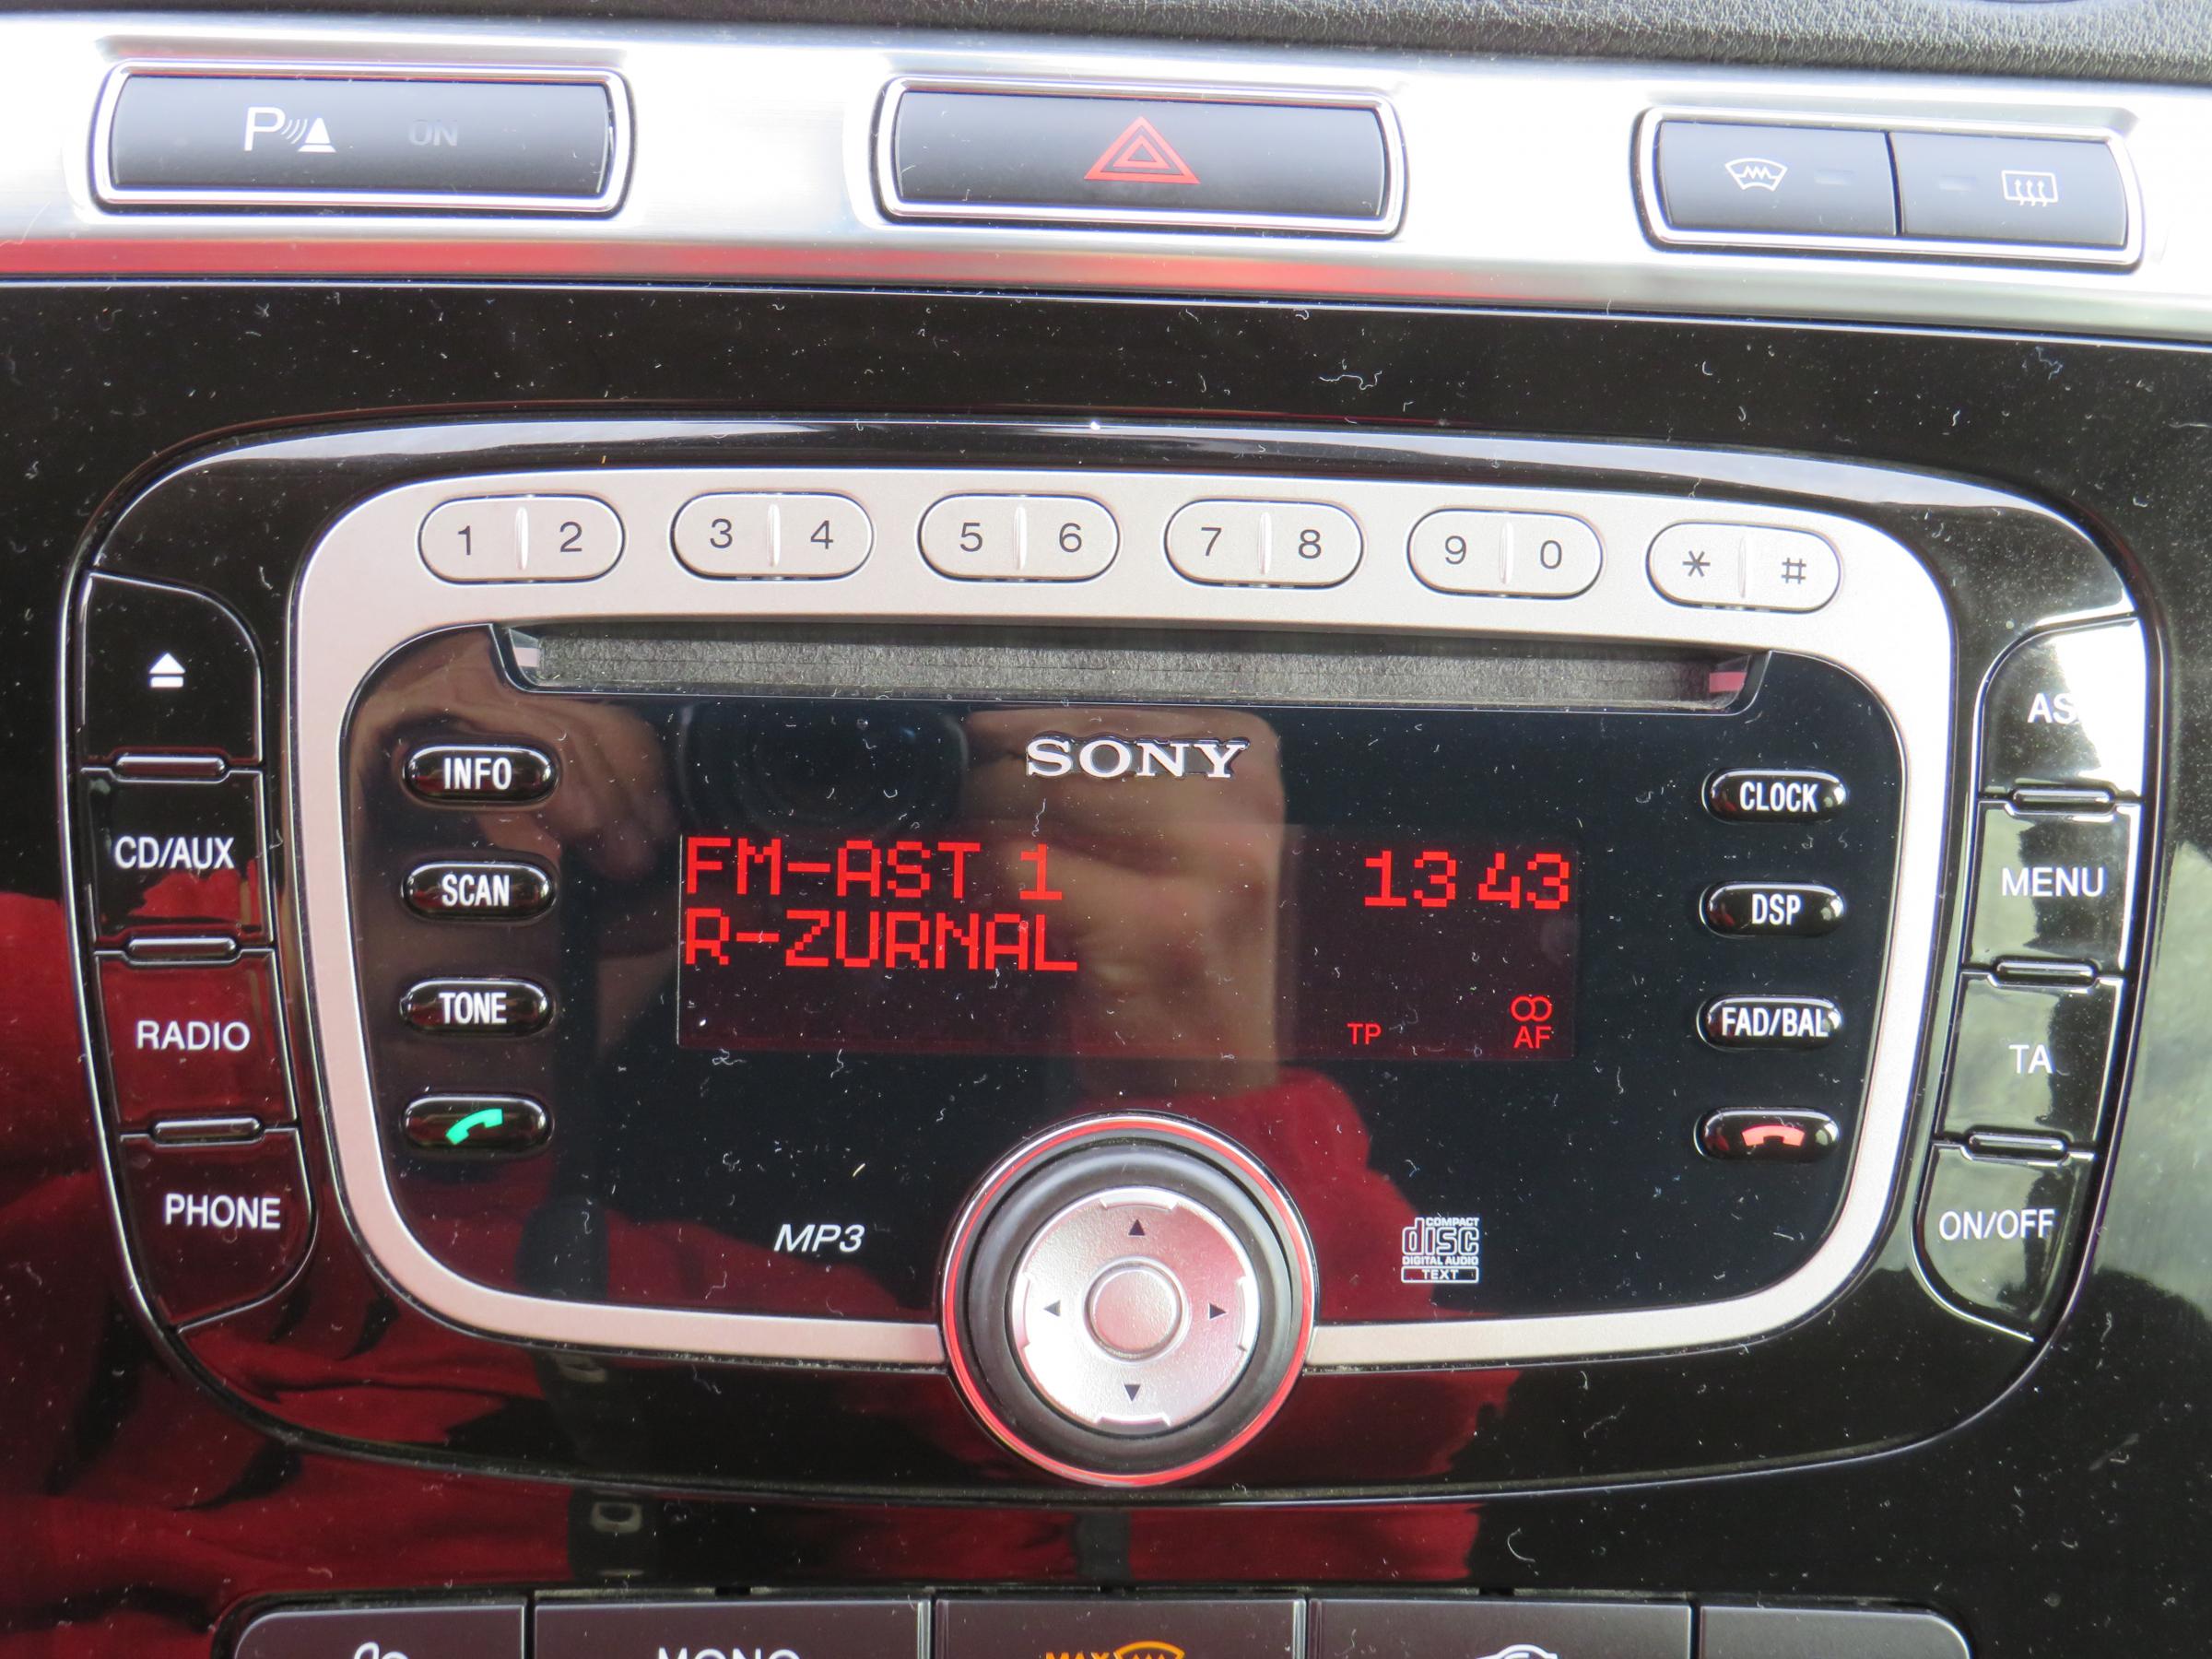 P ON
1 2 3 4 5 6 7 8 9 0 * #
SONY
INFO
CLOCK
AS
CD/AUX
FM-AST 1 13 43
MENU
SCAN
DSP
R-ZURNAL
RADIO
TONE
TP
AF
FAD/BAL
TA
PHONE
MP3
COMPACT
disc
DIGITAL AUDIO
TEXT
ON/OFF
MONO
MAX